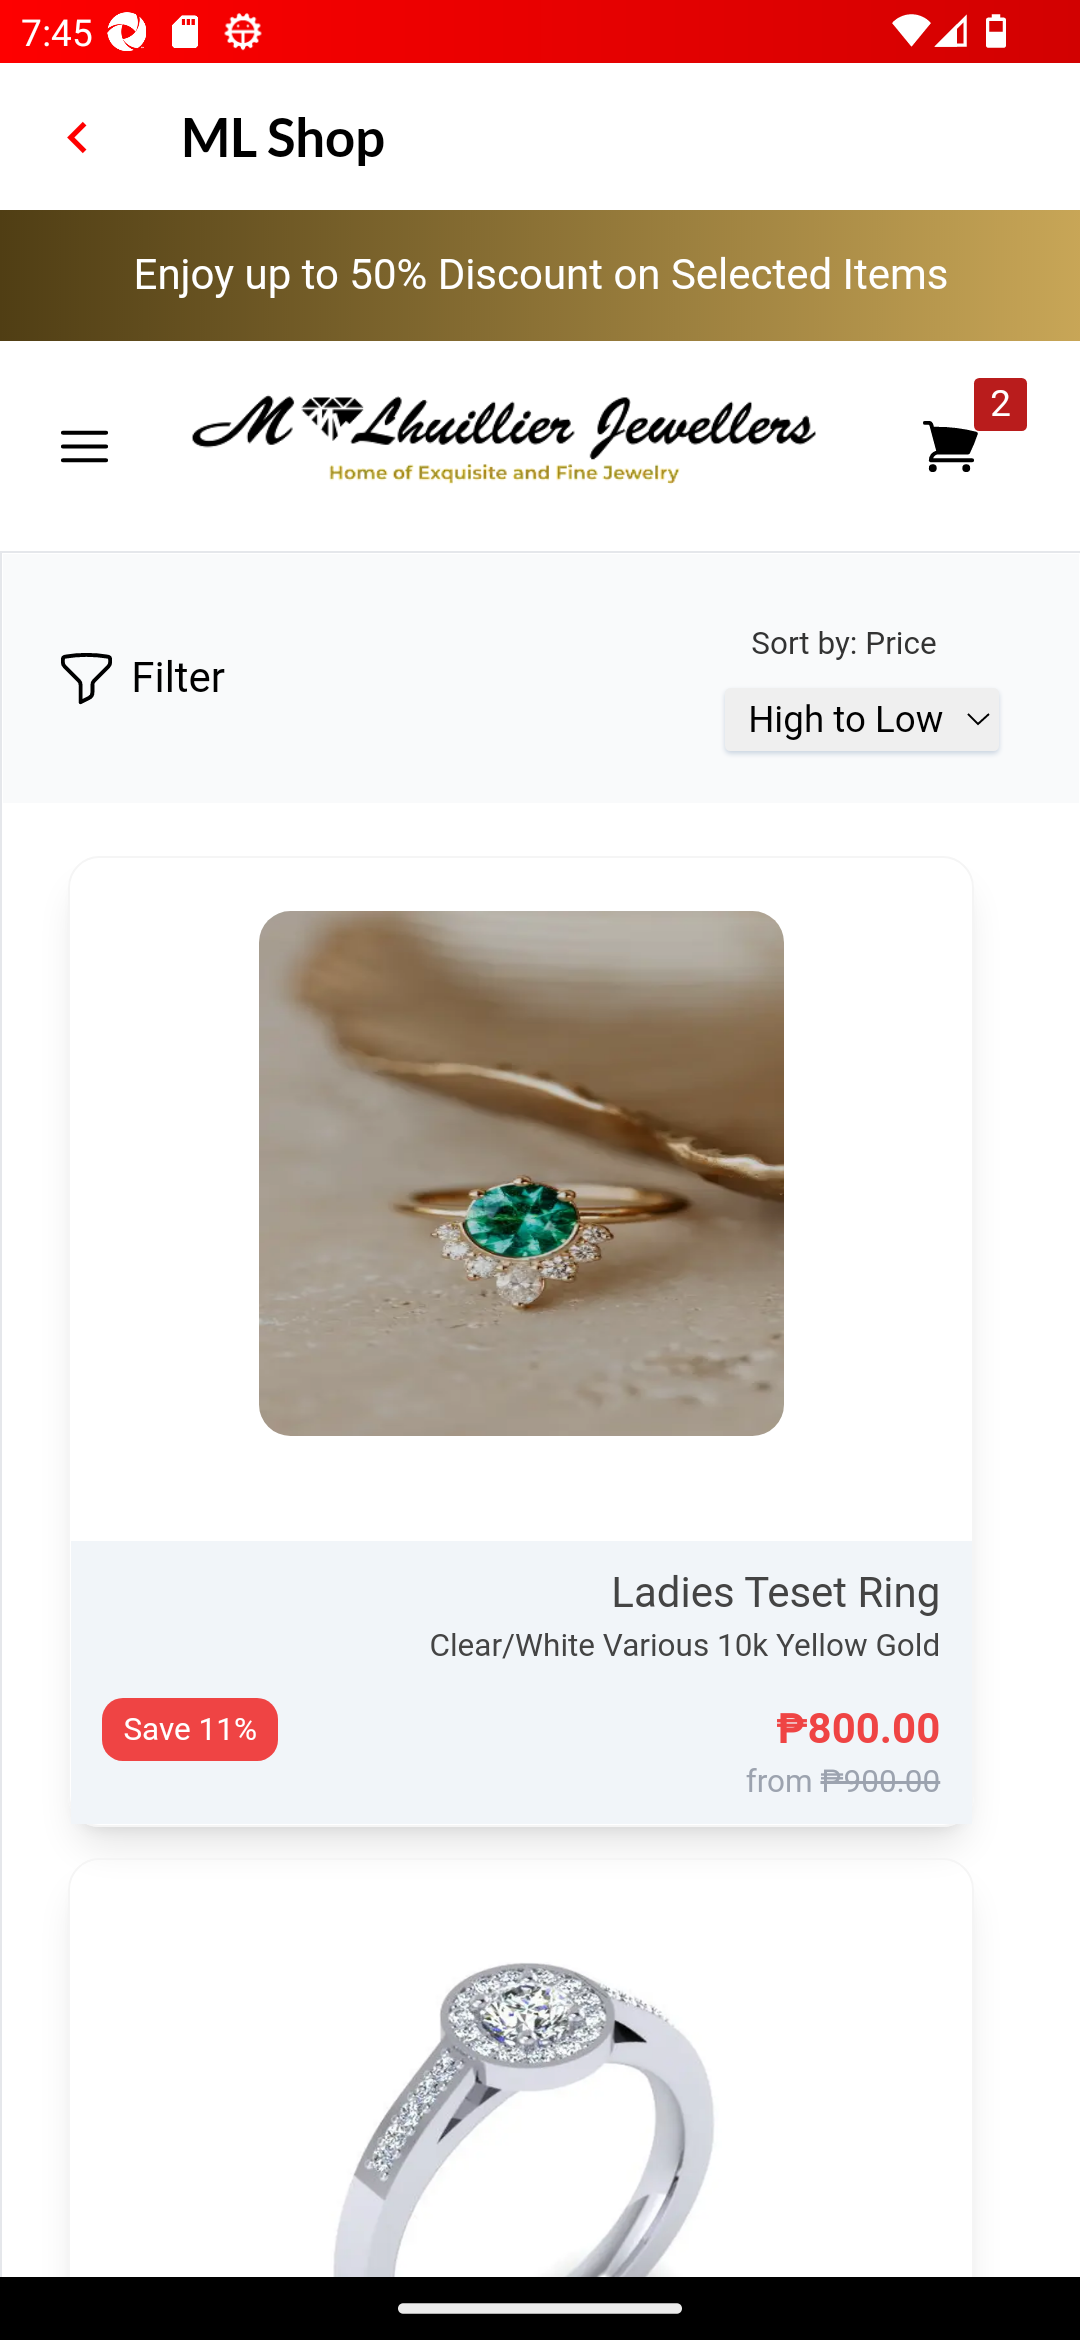 7:45
ML Shop
Enjoy up to 50% Discount on Selected Items
M Lhuillier Jewellers
Home of Exquisite and Fine Jewelry
2
Filter
Sort by: Price
High to Low
Ladies Teset Ring
Clear/White Various 10k Yellow Gold
Save 11%
₱800.00
from ₱900.00